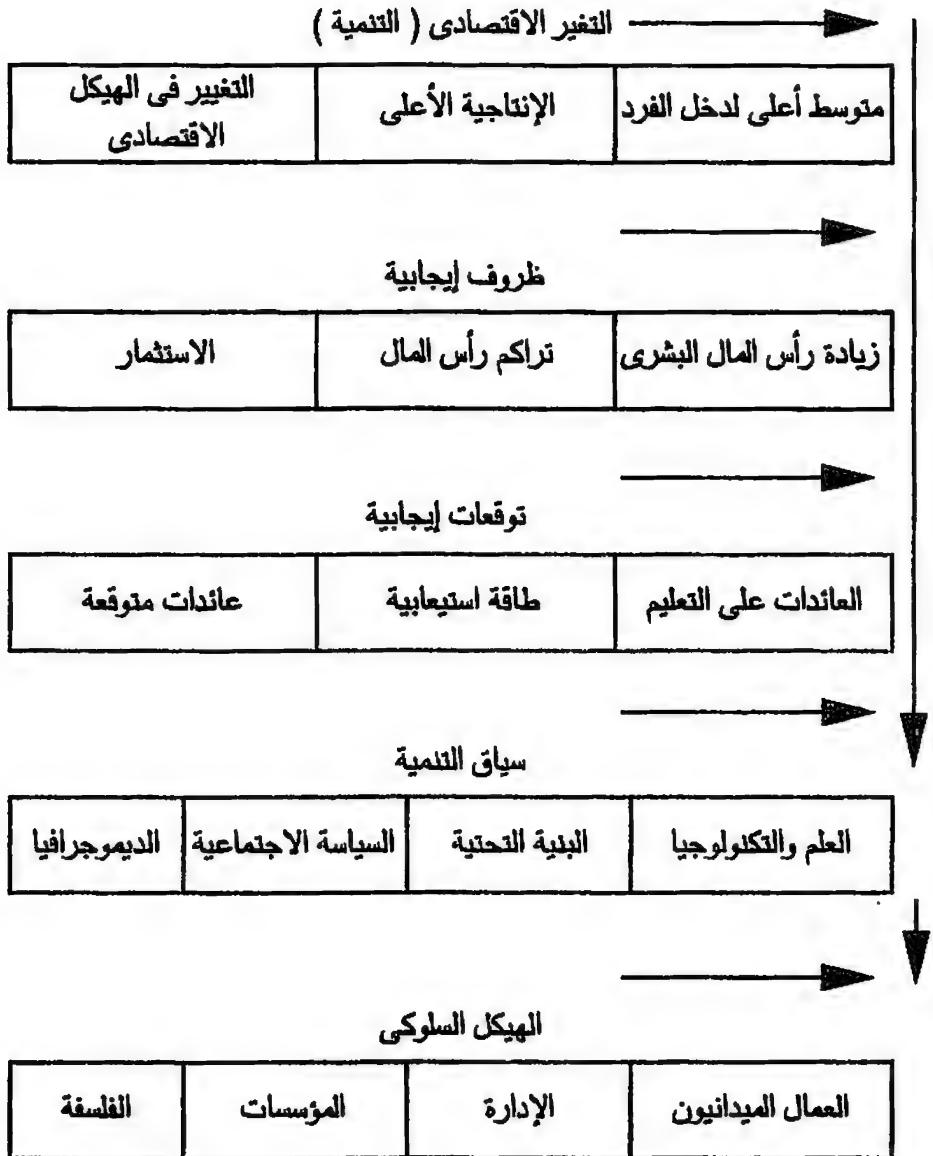 التغير الاقتصادى ( التنمية )
متوسط أعلى لدخل الفرد
الإنتاجية الأعلى
التغيير فى الهيكل
الاقتصادى
ظروف إيجابية
زيادة رأس المال البشرى
تراكم رأس المال
الاستثمار
توقعات إيجابية
العائدات على التعليم
طاقة استيعابية
عائدات متوقعة
سياق التنمية
العلم والتكنولوجيا
البنية التحتية
السياسة الاجتماعية
الديموجرافيا
الهيكل السلوكى
العمال الميدانيون
الإدارة
المؤسسات
الفلسفة